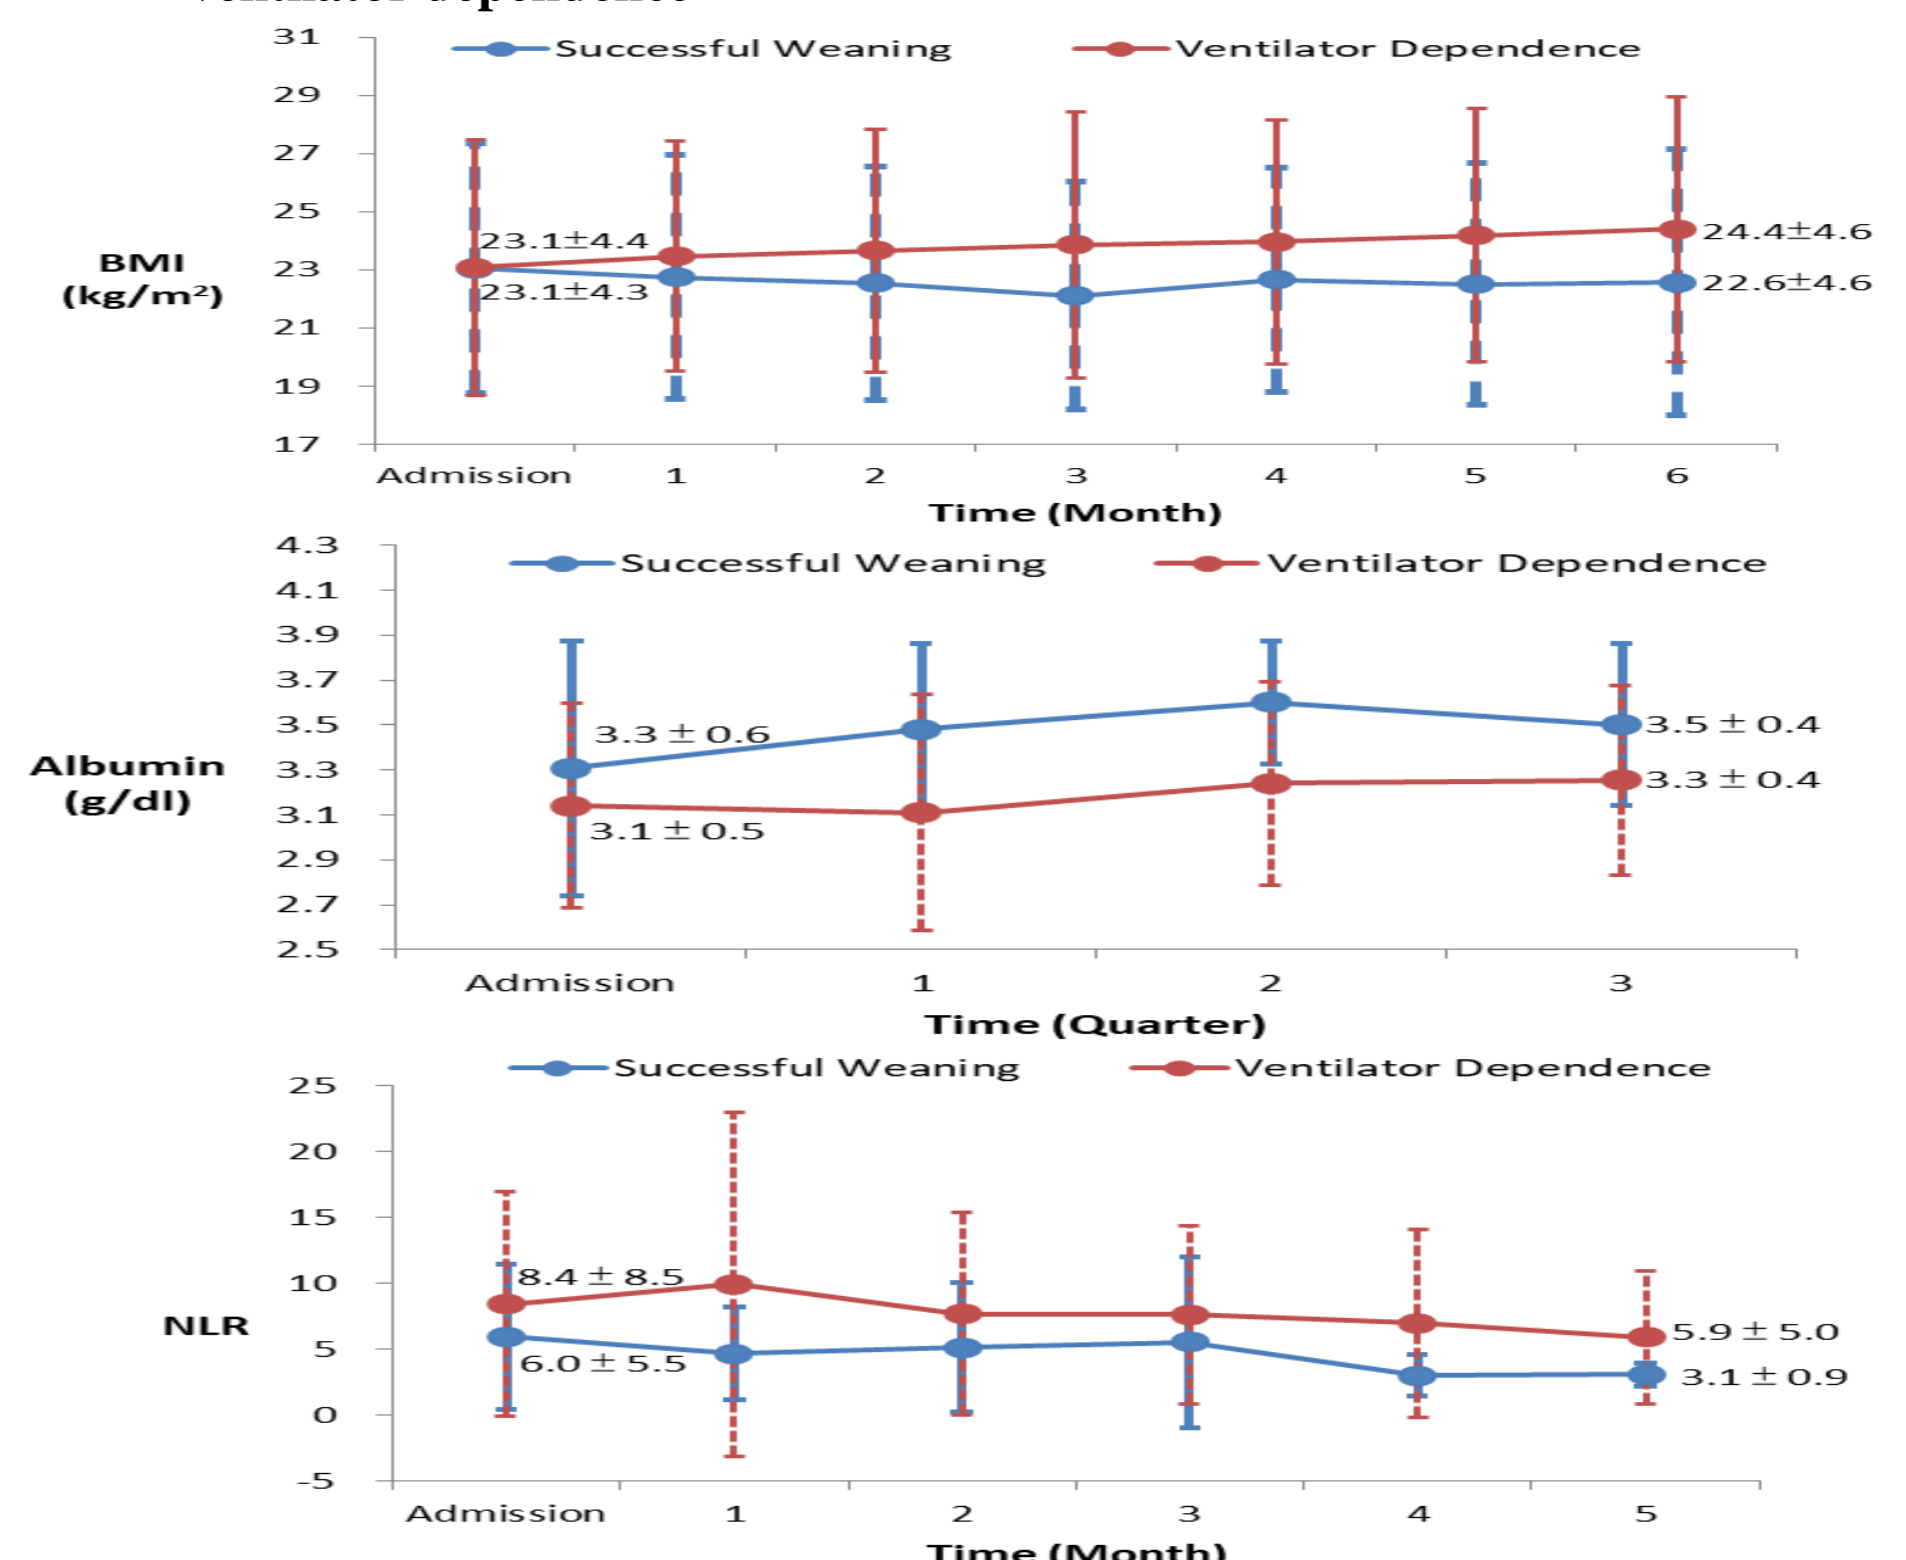 ventilator dependence
31
Successful Weaning Ventilator Dependence
29
27
25
23.1±4.4
24.4±4.6
BMI
(kg/m²)
23
23.1±4.3
22.6±4.6
21
19
17
Admission 1 2 3 4 5 6
Time (Month)
4.3
Successful Weaning Ventilator Dependence
4.1
3.9
3.7
3.5
3.3 ± 0.6
3.5 ± 0.4
Albumin
(g/dl)
3.3
3.3 ± 0.4
3.1
3.1 ± 0.5
2.9
2.7
2.5
Admission 1 2 3
Time (Quarter)
Successful Weaning Ventilator Dependence
25
20
15
10
8.4 ± 8.5
NLR
5.9 ± 5.0
5
6.0 ± 5.5
3.1 ± 0.9
0
-5
Admission 1 2 3 4 5
Time (Month)